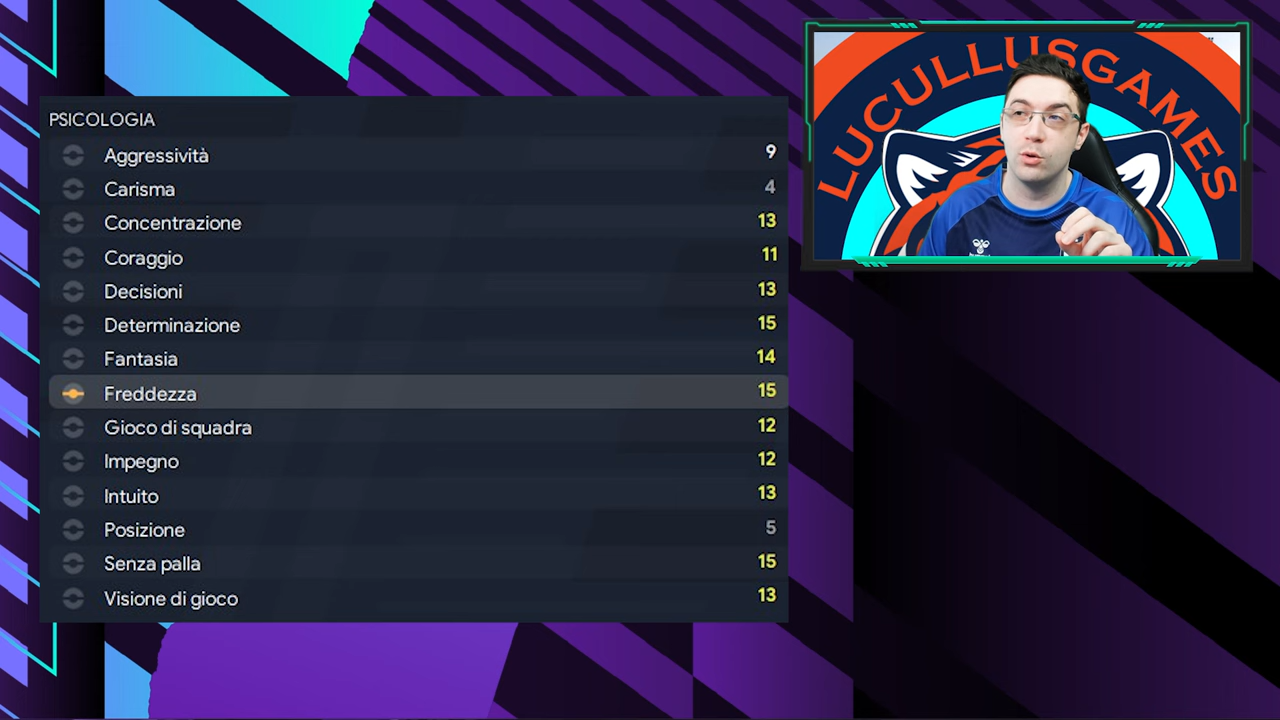 PSICOLOGIA
Aggressività 9
Carisma 4
Concentrazione 13
Coraggio 11
Decisioni 13
Determinazione 15
Fantasia 14
Freddezza 15
Gioco di squadra 12
Impegno 12
Intuito 13
Posizione 5
Senza palla 15
Visione di gioco 13
LUCULLUSGAMES